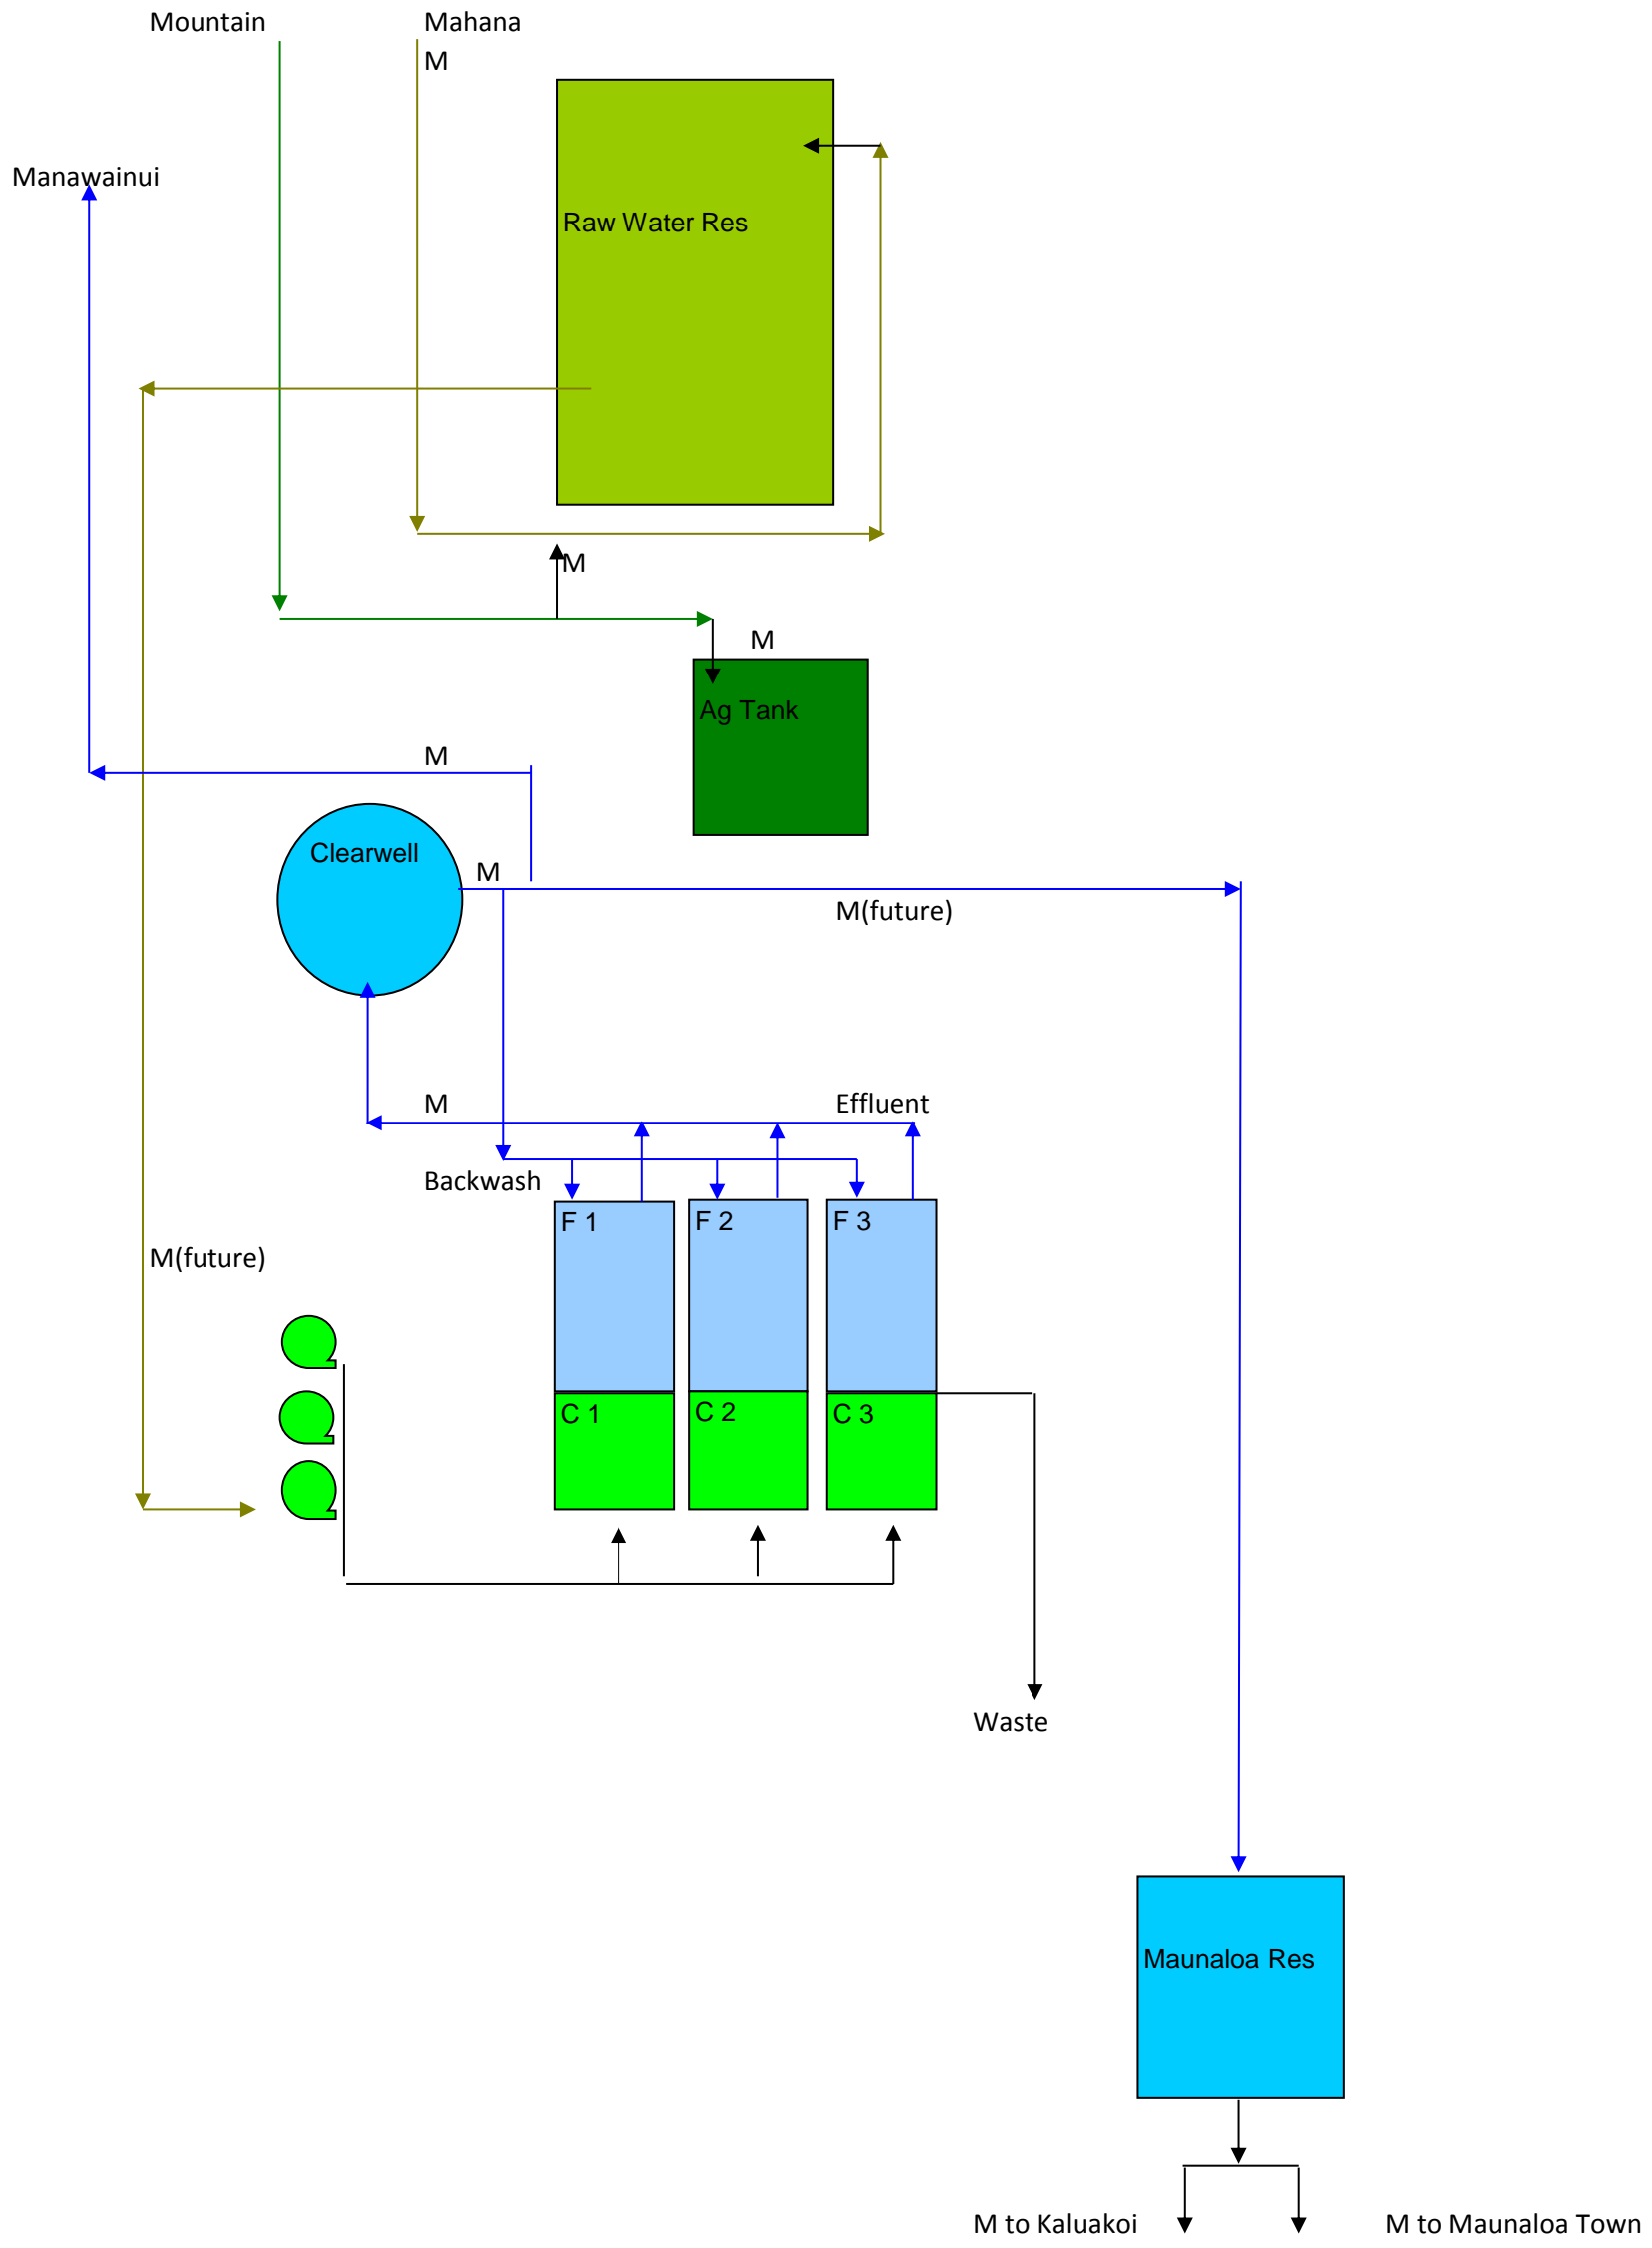 Mountain
Mahana
M
Manawainui
Raw Water Res
M
M
Ag Tank
M
Clearwell
M
M(future)
M
Effluent
Backwash
F 1
F 2
F 3
M(future)
C 1
C 2
C 3
Waste
Maunaloa Res
M to Kaluakoi
M to Maunaloa Town